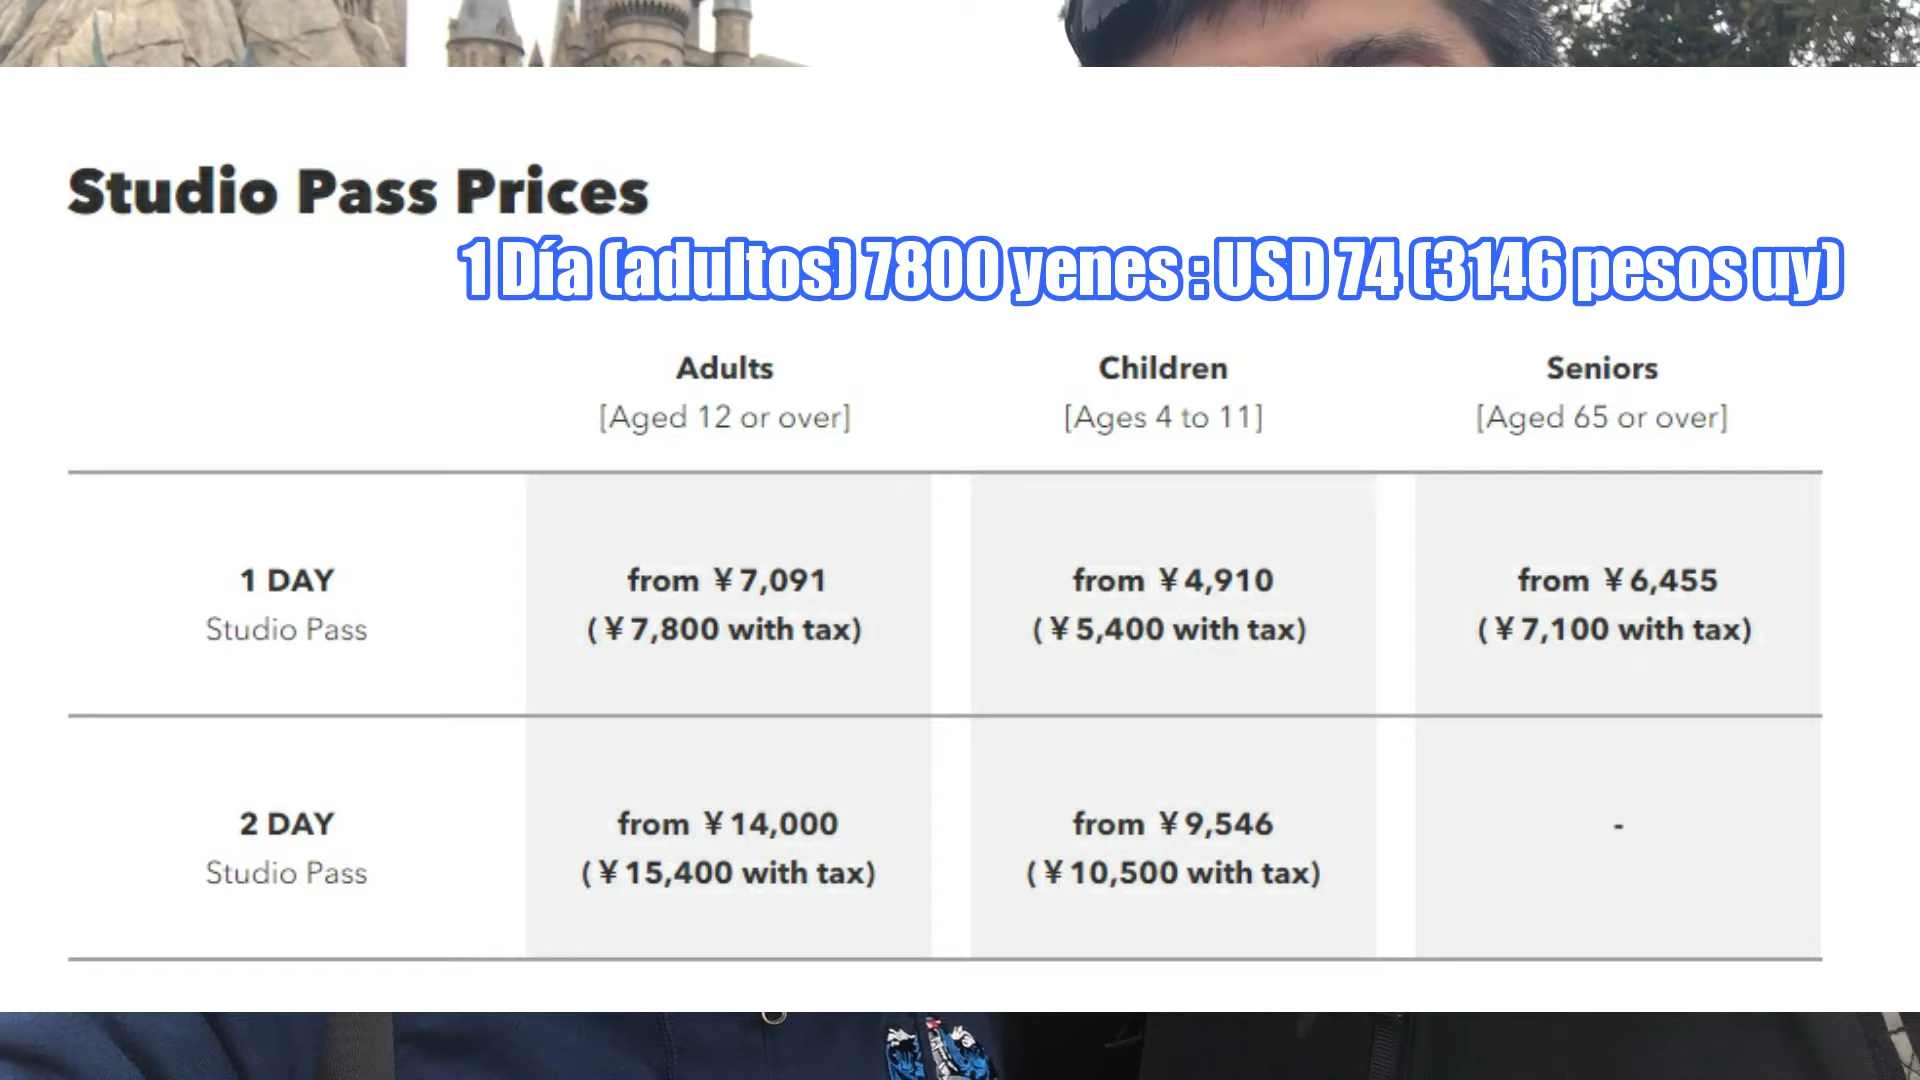 Studio Pass Prices
1 Día (adultos) 7800 yenes : USD 74 (3146 pesos uy)
Adults Children Seniors
[Aged 12 or over] [Ages 4 to 11] [Aged 65 or over]
1 DAY from ¥7,091 from ¥4,910 from ¥6,455
Studio Pass (¥7,800 with tax) (¥5,400 with tax) (¥7,100 with tax)
2 DAY from ¥14,000 from ¥9,546 -
Studio Pass (¥15,400 with tax) (¥10,500 with tax)